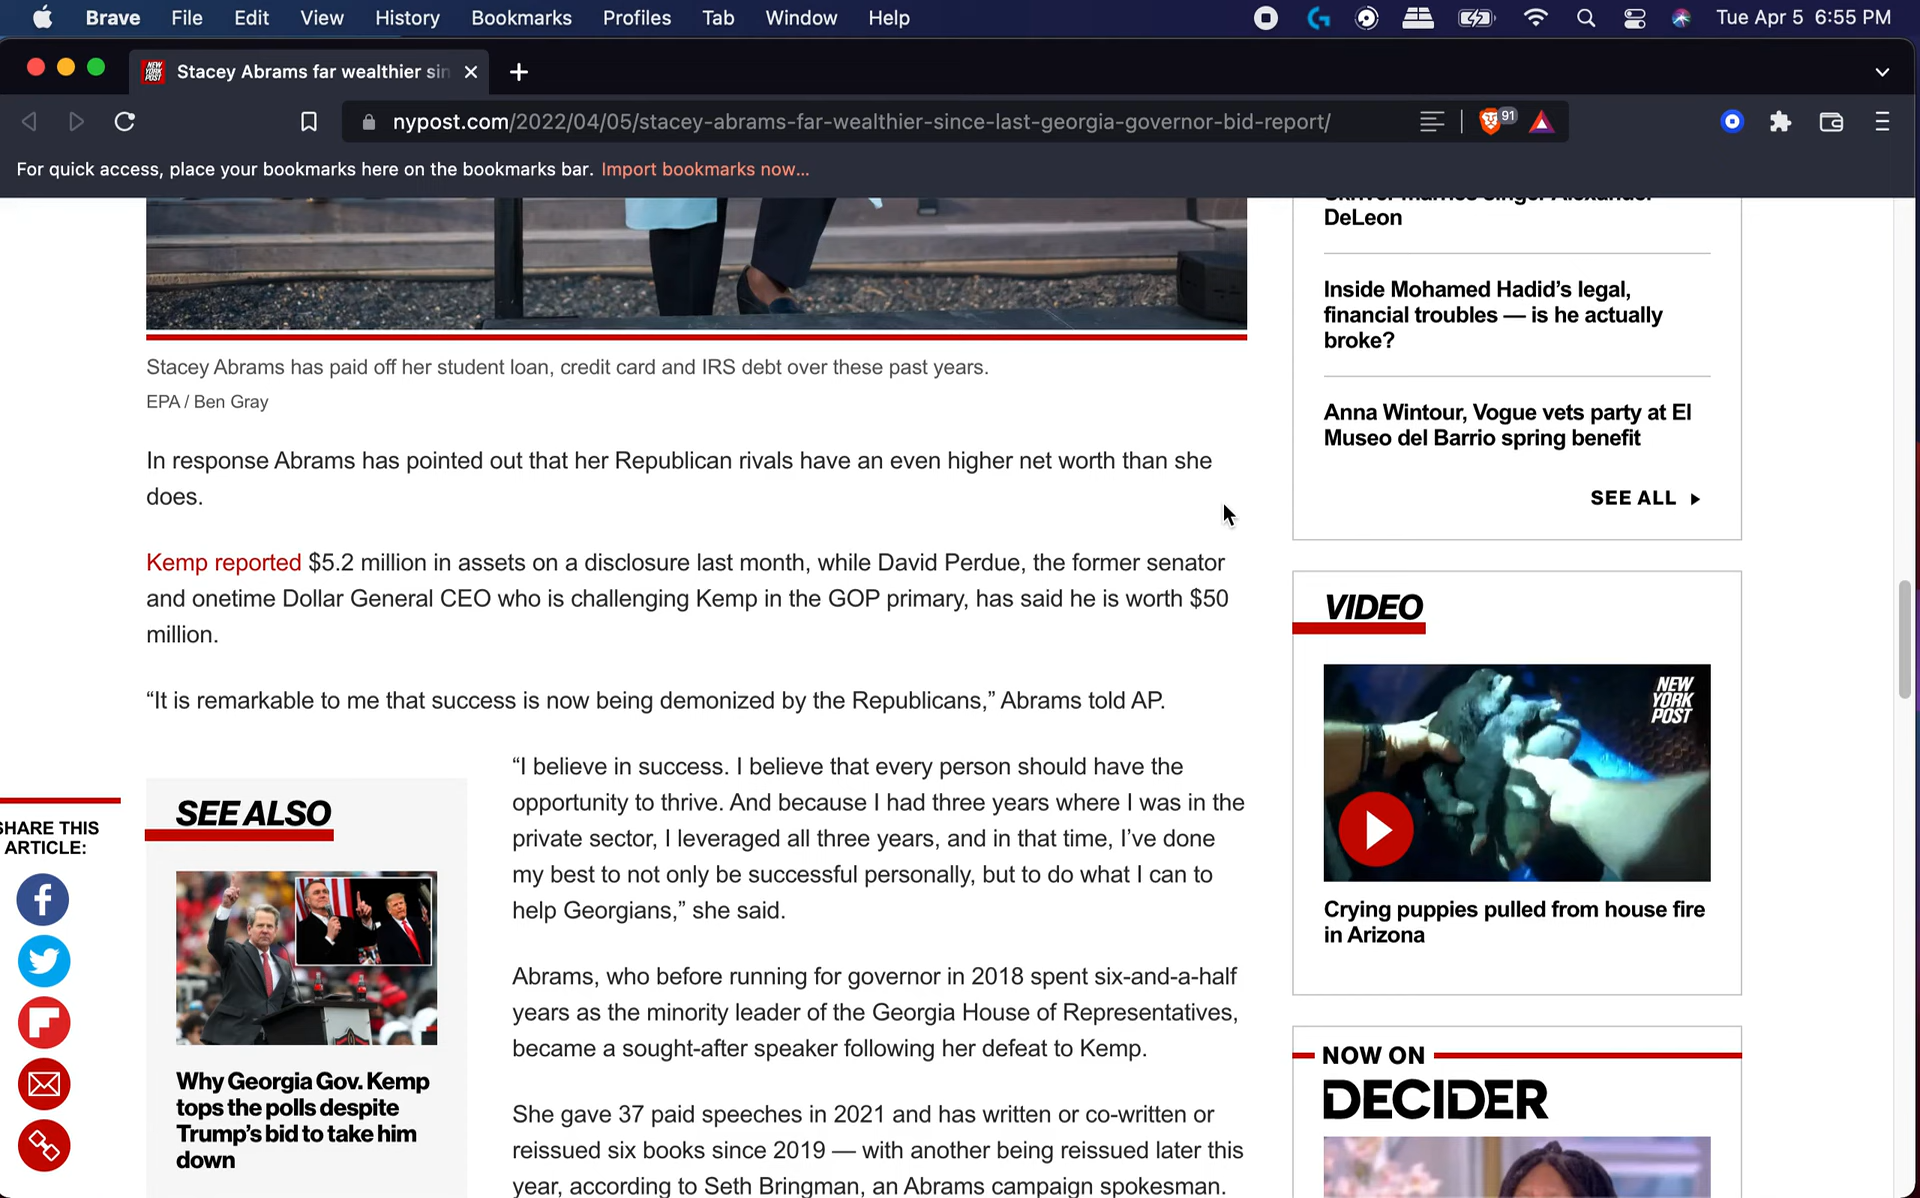 Brave File Edit View History Bookmarks Profiles Tab Window Help Tue Apr 5 6:55 PM
Stacey Abrams far wealthier sin
nypost.com/2022/04/05/stacey-abrams-far-wealthier-since-last-georgia-governor-bid-report/ 91
For quick access, place your bookmarks here on the bookmarks bar. Import bookmarks now...
Stacey Abrams has paid off her student loan, credit card and IRS debt over these past years.
EPA / Ben Gray
In response Abrams has pointed out that her Republican rivals have an even higher net worth than she
does.
Kemp reported $5.2 million in assets on a disclosure last month, while David Perdue, the former senator
and onetime Dollar General CEO who is challenging Kemp in the GOP primary, has said he is worth $50
million.
“It is remarkable to me that success is now being demonized by the Republicans,” Abrams told AP.
SHARE THIS
ARTICLE:
SEE ALSO
Why Georgia Gov. Kemp
tops the polls despite
Trump’s bid to take him
down
“I believe in success. I believe that every person should have the
opportunity to thrive. And because I had three years where I was in the
private sector, I leveraged all three years, and in that time, I’ve done
my best to not only be successful personally, but to do what I can to
help Georgians,” she said.
Abrams, who before running for governor in 2018 spent six-and-a-half
years as the minority leader of the Georgia House of Representatives,
became a sought-after speaker following her defeat to Kemp.
She gave 37 paid speeches in 2021 and has written or co-written or
reissued six books since 2019 — with another being reissued later this
year, according to Seth Bringman, an Abrams campaign spokesman.
DeLeon
Inside Mohamed Hadid’s legal,
financial troubles — is he actually
broke?
Anna Wintour, Vogue vets party at El
Museo del Barrio spring benefit
SEE ALL
VIDEO
NEW
YORK
POST
Crying puppies pulled from house fire
in Arizona
NOW ON
DECIDER